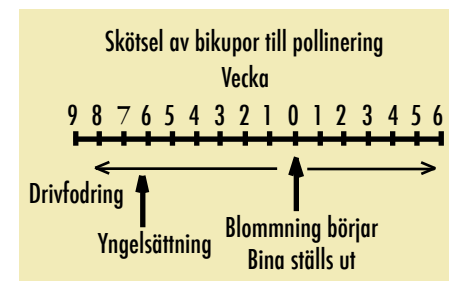 Skötsel av bikupor till pollinering
Vecka
9 8 7 6 5 4 3 2 1 0 1 2 3 4 5 6
Drivfodring
Yngelsättning
Blommning börjar
Bina ställs ut